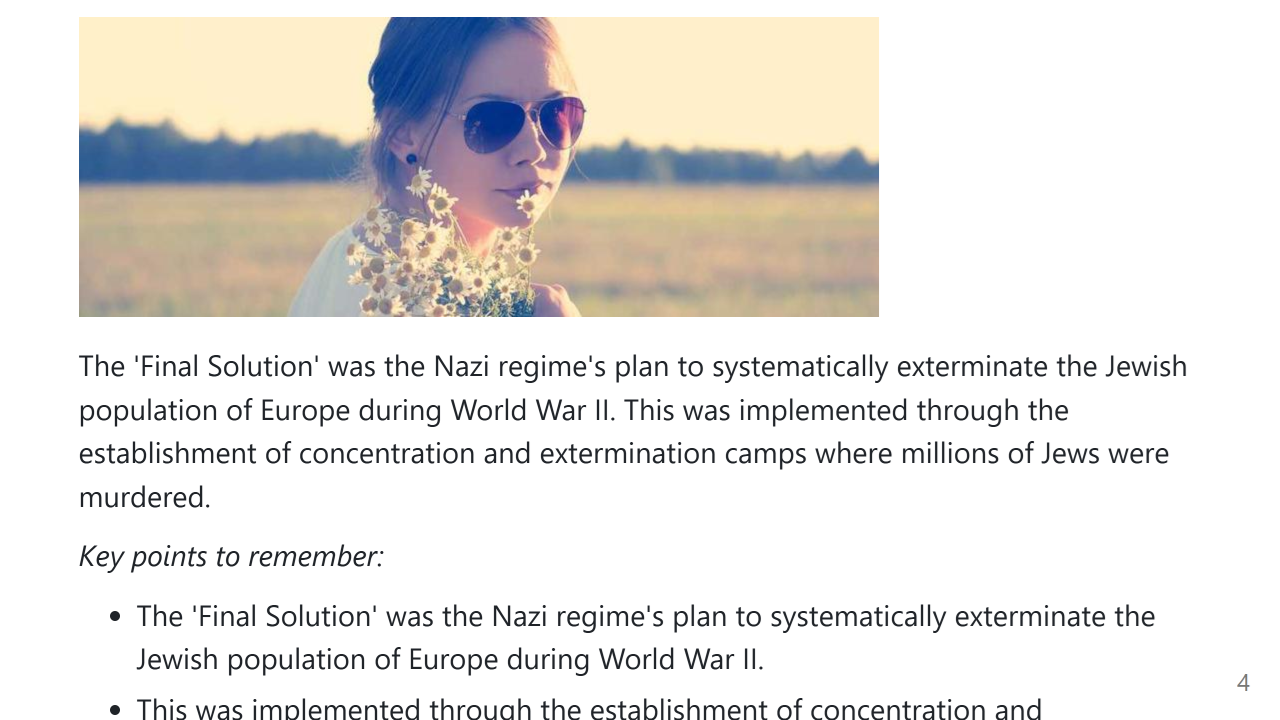 The 'Final Solution' was the Nazi regime's plan to systematically exterminate the Jewish
population of Europe during World War II. This was implemented through the
establishment of concentration and extermination camps where millions of Jews were
murdered.
Key points to remember:
• The 'Final Solution' was the Nazi regime's plan to systematically exterminate the
Jewish population of Europe during World War II.
• This was implemented through the establishment of concentration and
4